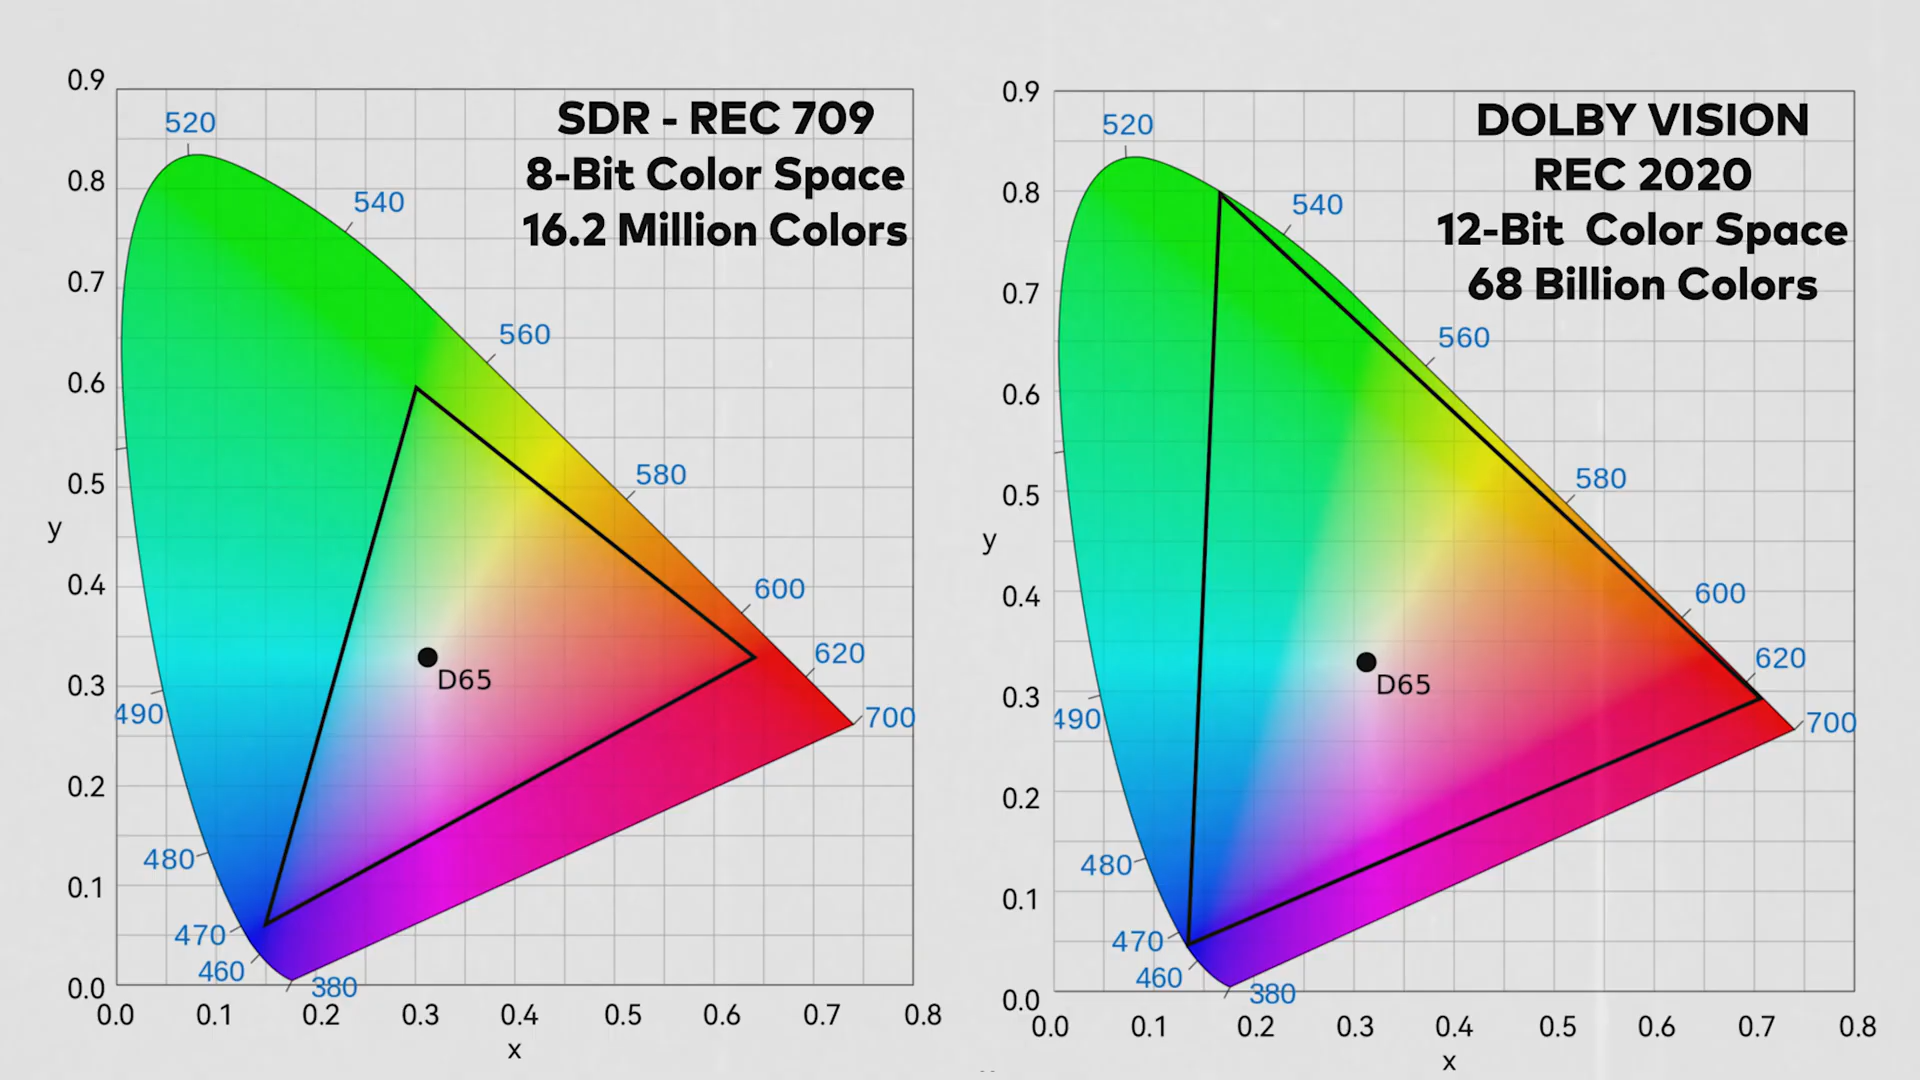 SDR - REC 709
8-Bit Color Space
16.2 Million Colors
0.9
0.8
0.7
0.6
0.5
y
0.4
0.3
0.2
0.1
0.0
520
540
560
580
600
620
700
490
480
470
460
380
D65
0.0 0.1 0.2 0.3 0.4 0.5 0.6 0.7 0.8
x
DOLBY VISION
REC 2020
12-Bit Color Space
68 Billion Colors
0.9
0.8
0.7
0.6
0.5
y
0.4
0.3
0.2
0.1
0.0
520
540
560
580
600
620
700
490
480
470
460
380
D65
0.0 0.1 0.2 0.3 0.4 0.5 0.6 0.7 0.8
x